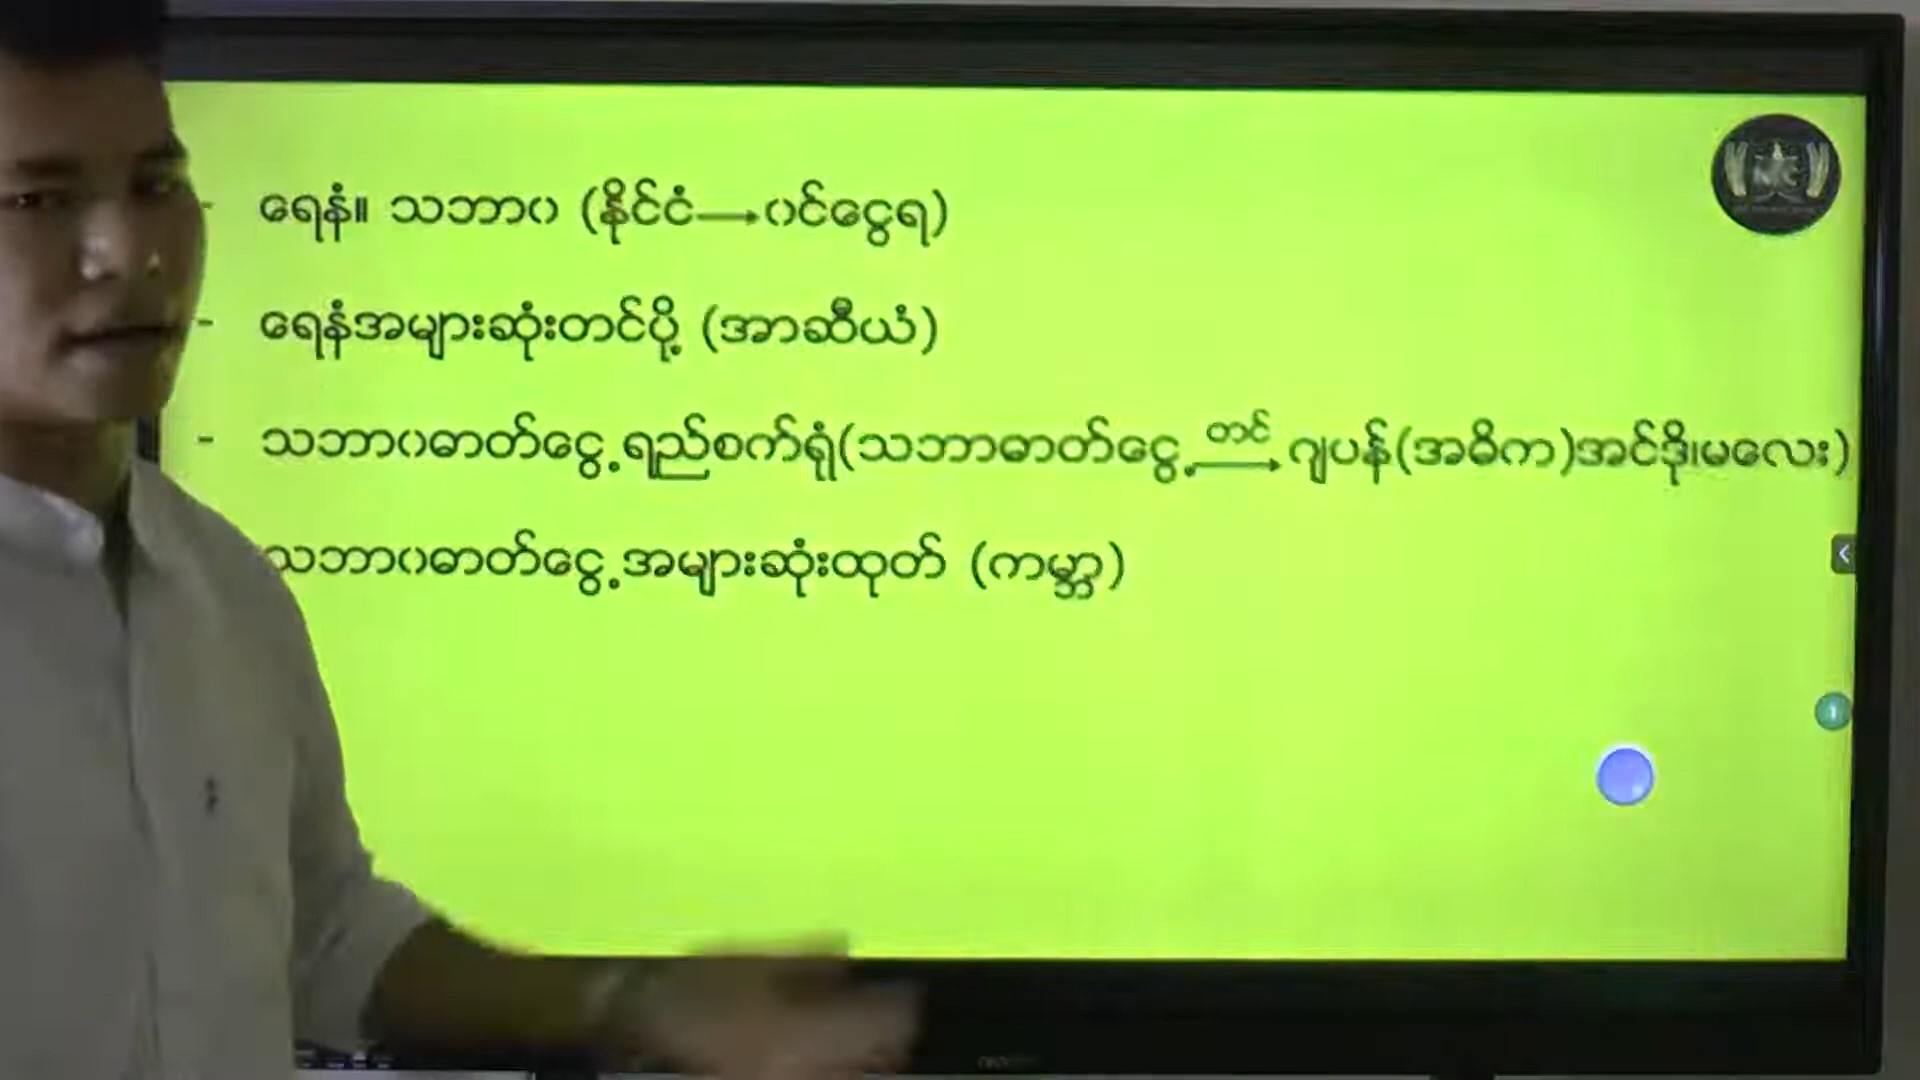 - ရေနံ။ သဘာဝ (နိုင်ငံ→ဝင်ငွေရ)
- ရေနံအများဆုံးတင်ပို့ (အာဆီယံ)
- သဘာဝဓာတ်ငွေ့ရည်စက်ရုံ(သဘာဓာတ်ငွေ့ တင်→ ဂျပန်(အဓိက)အင်ဒို၊မလေး)
သဘာဝဓာတ်ငွေ့အများဆုံးထုတ် (ကမ္ဘာ)